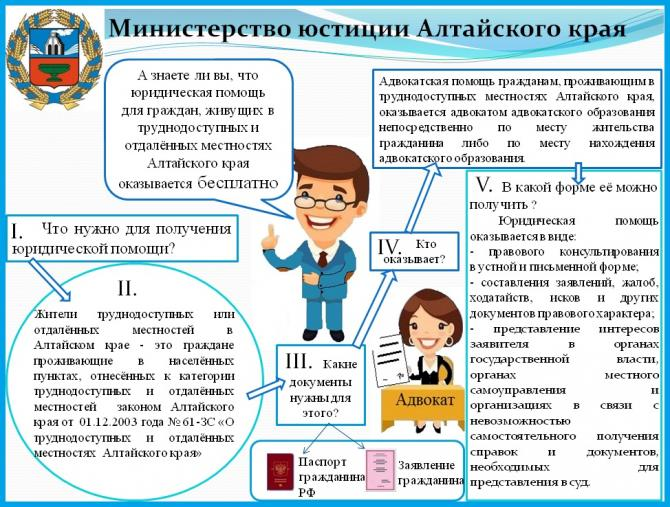 Министерство юстиции Алтайского края
А знаете ли вы, что
юридическая помощь
для граждан, живущих в
труднодоступных и
отдалённых местностях
Алтайского края
оказывается бесплатно
I. Что нужно для получения
юридической помощи?
II.
Жители труднодоступных или
отдалённых местностей в
Алтайском крае - это граждане
проживающие в населённых
пунктах, отнесённых к категории
труднодоступных и отдалённых
местностей законом Алтайского
края от 01.12.2003 года № 61-ЗС «О
труднодоступных и отдалённых
местностях Алтайского края»
III. Какие
документы
нужны для
этого?
Паспорт
гражданина
РФ
Заявление
гражданина
IV. Кто
оказывает?
Адвокат
Адвокатская помощь гражданам, проживающим в
труднодоступных местностях Алтайского края,
оказывается адвокатом адвокатского образования
непосредственно по месту жительства
гражданина либо по месту нахождения
адвокатского образования.
V. В какой форме её можно
получить ?
Юридическая помощь
оказывается в виде:
- правового консультирования
в устной и письменной форме;
- составления заявлений, жалоб,
ходатайств, исков и других
документов правового характера;
- представление интересов
заявителя в органах
государственной власти,
органах местного
самоуправления и
организациях в связи с
невозможностью
самостоятельного получения
справок и документов,
необходимых для
представления в суд.